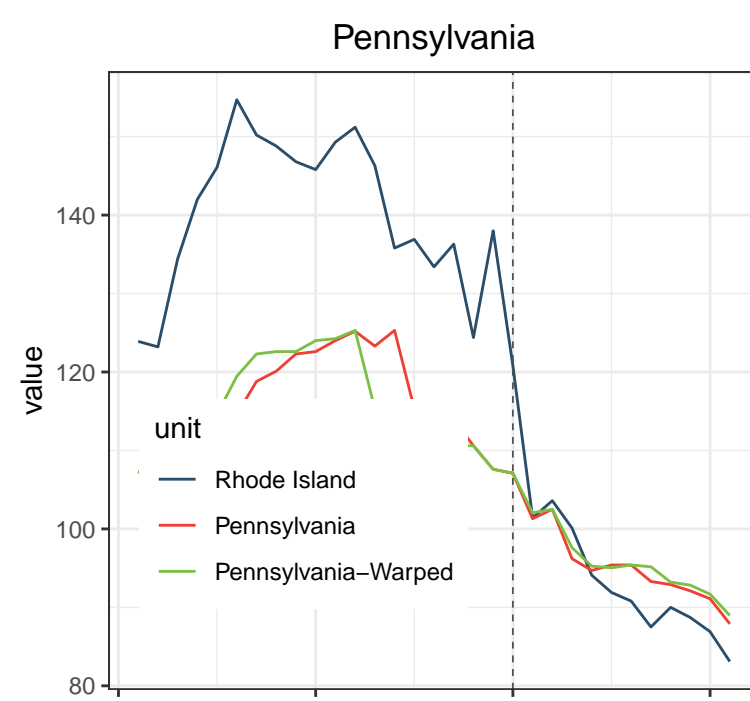 Pennsylvania
140
120
100
80
value
unit
Rhode Island
Pennsylvania
Pennsylvania−Warped